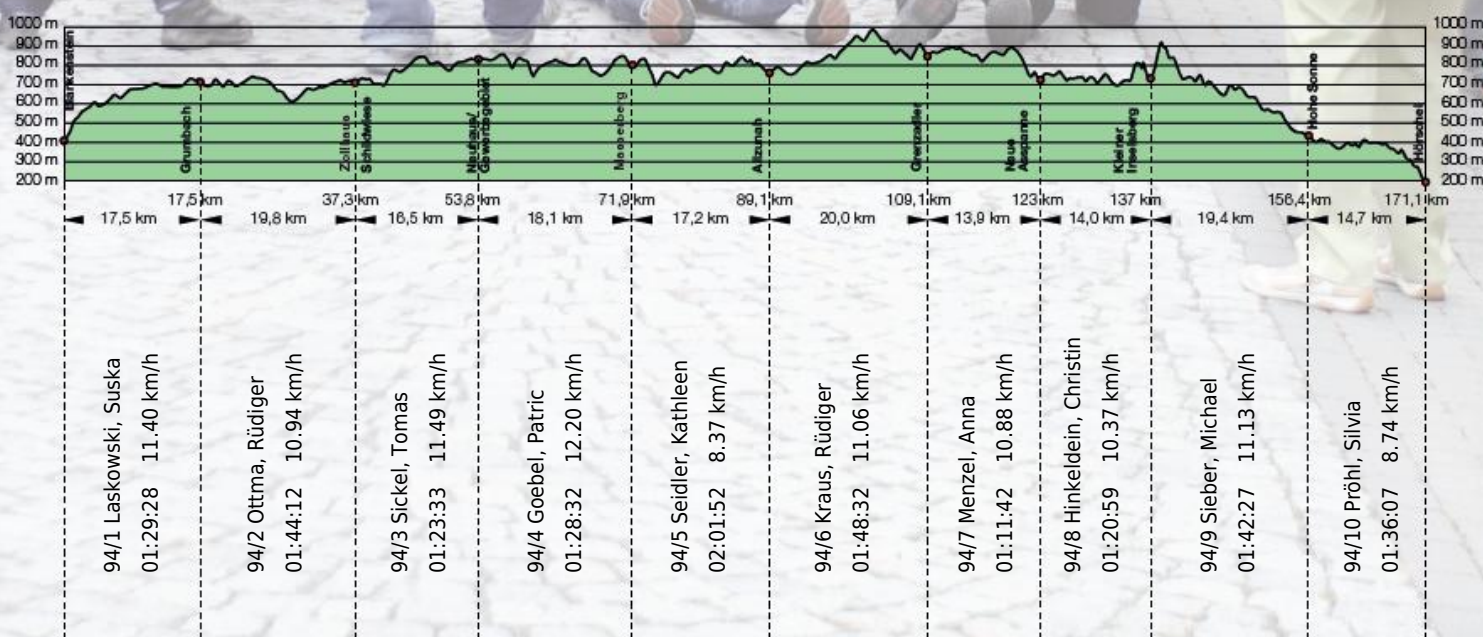 1000 m
900 m
800 m
700 m
600 m
500 m
400 m
300 m
200 m
1000 m
900 m
800 m
700 m
600 m
500 m
400 m
300 m
200 m
Blankenstein
Grumbach
Zollhaus
Schildwiese
Neuhaus/
Masserberg
Allzunah
Grenzadler
Neue
Ausspanne
Kleiner
Inselsberg
Hohe Sonne
Hörschel
17,5 km
37,3 km
53,8 km
71,9 km
89,1 km
109,1 km
123 km
137 km
156,4 km
171,1 km
17,5 km
19,8 km
16,5 km
18,1 km
17,2 km
20,0 km
13,9 km
14,0 km
19,4 km
14,7 km
94/1 Laskowski, Suska
01:29:28 11.40 km/h
94/2 Ottma, Rüdiger
01:44:12 10.94 km/h
94/3 Sickel, Tomas
01:23:33 11.49 km/h
94/4 Goebel, Patric
01:28:32 12.20 km/h
94/5 Seidler, Kathleen
02:01:52 8.37 km/h
94/6 Kraus, Rüdiger
01:48:32 11.06 km/h
94/7 Menzel, Anna
01:11:42 10.88 km/h
94/8 Hinkeldein, Christin
01:20:59 10.37 km/h
94/9 Sieber, Michael
01:42:27 11.13 km/h
94/10 Pröhl, Silvia
01:36:07 8.74 km/h